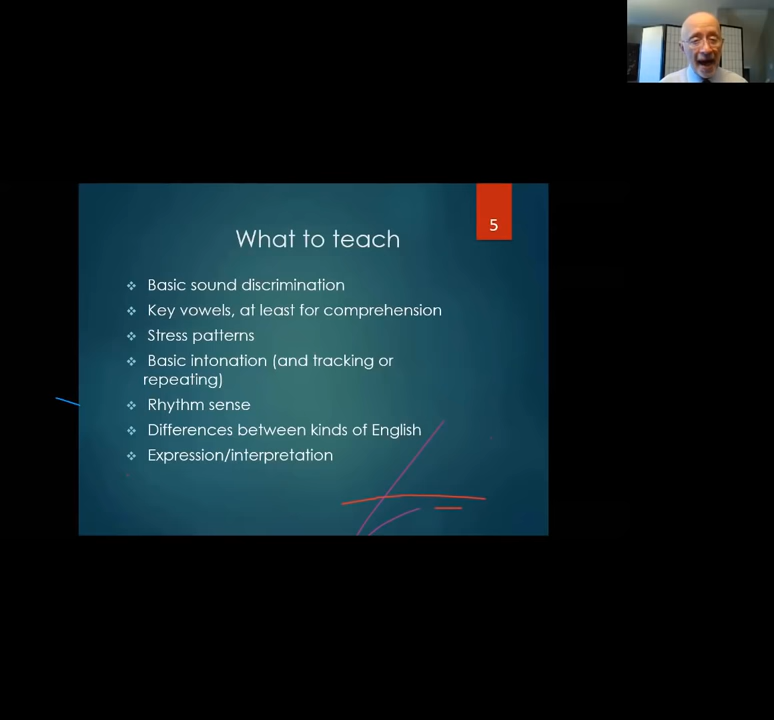 5
What to teach
❖ Basic sound discrimination
❖ Key vowels, at least for comprehension
❖ Stress patterns
❖ Basic intonation (and tracking or
repeating)
❖ Rhythm sense
❖ Differences between kinds of English
❖ Expression/interpretation